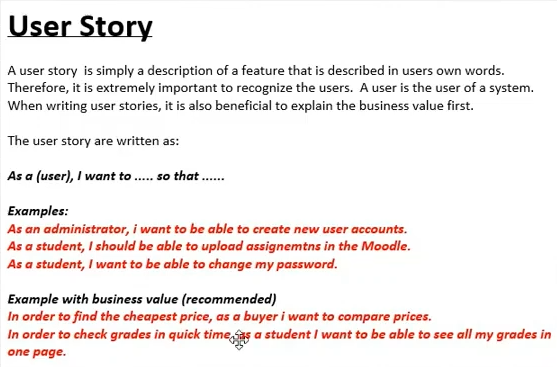 User Story
A user story is simply a description of a feature that is described in users own words.
Therefore, it is extremely important to recognize the users. A user is the user of a system.
When writing user stories, it is also beneficial to explain the business value first.
The user story are written as:
As a (user), I want to ..... so that ......
Examples:
As an administrator, i want to be able to create new user accounts.
As a student, I should be able to upload assignemtns in the Moodle.
As a student, I want to be able to change my password.
Example with business value (recommended)
In order to find the cheapest price, as a buyer i want to compare prices.
In order to check grades in quick time, as a student I want to be able to see all my grades in
one page.